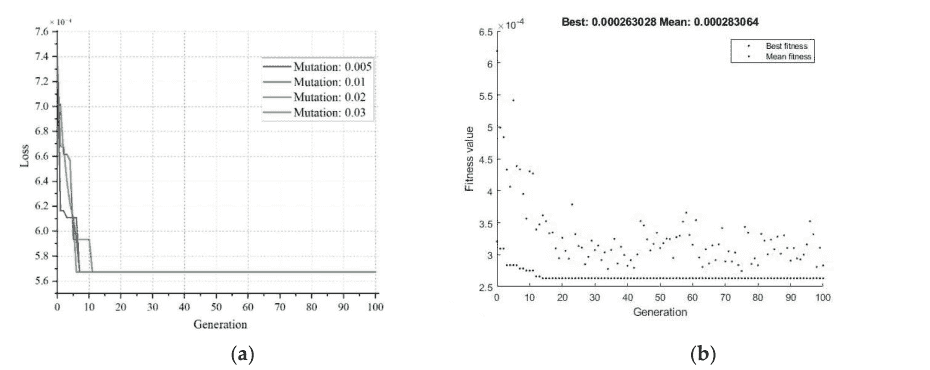 × 10⁻⁴
7.6
7.4
7.2
7.0
6.8
6.6
6.4
6.2
6.0
5.8
5.6
Loss
Mutation: 0.005
Mutation: 0.01
Mutation: 0.02
Mutation: 0.03
0 10 20 30 40 50 60 70 80 90 100
Generation
(a)
×10⁻⁴
Best: 0.000263028 Mean: 0.000283064
6.5
6
5.5
5
4.5
4
3.5
3
2.5
Fitness value
Best fitness
Mean fitness
0 10 20 30 40 50 60 70 80 90 100
Generation
(b)